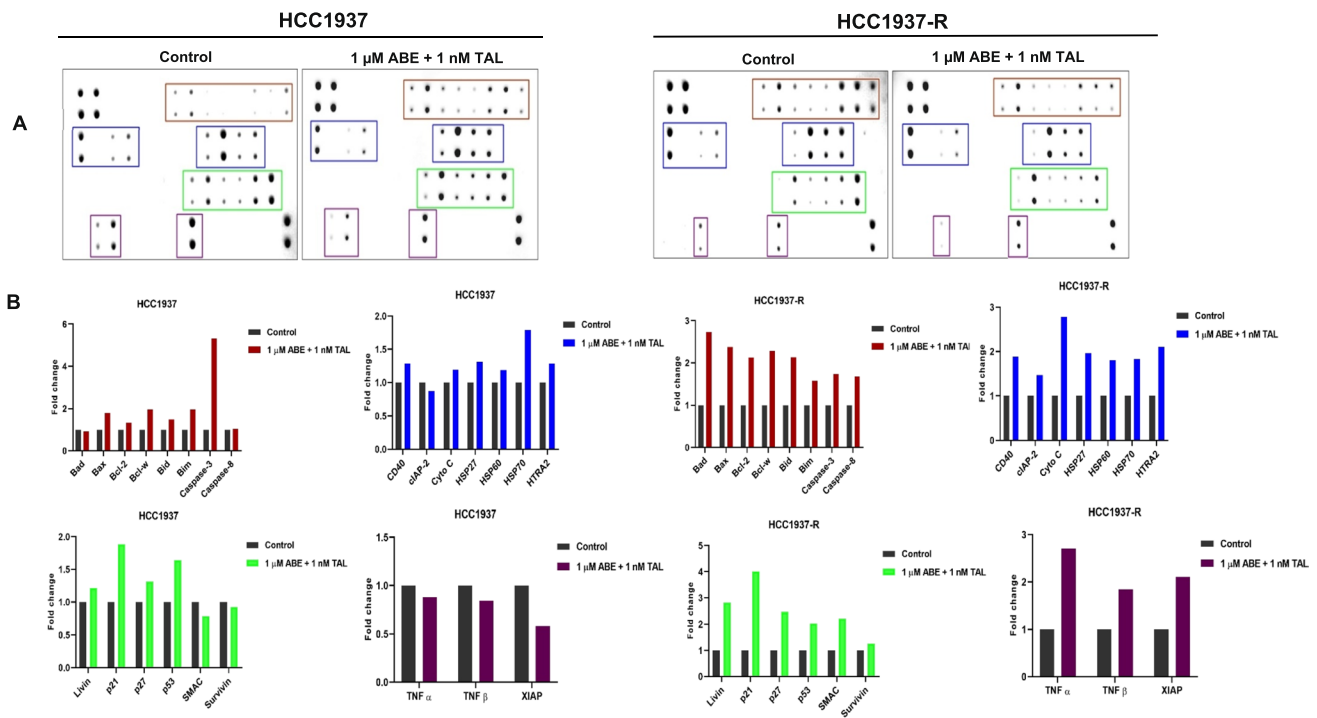 HCC1937
HCC1937-R
Control
1 µM ABE + 1 nM TAL
Control
1 µM ABE + 1 nM TAL
A
B
HCC1937
Fold change
6
4
2
0
Bad
Bax
Bcl-2
Bcl-w
Bid
Bim
Caspase-3
Caspase-8
Control
1 µM ABE + 1 nM TAL
HCC1937
Fold change
2.0
1.5
1.0
0.5
0.0
CD40
cIAP-2
Cyto C
HSP27
HSP60
HSP70
HTRA2
Control
1 µM ABE + 1 nM TAL
HCC1937-R
Fold change
3
2
1
0
Bad
Bax
Bcl-2
Bcl-w
Bid
Bim
Caspase-3
Caspase-8
Control
1 µM ABE + 1 nM TAI
HCC1937-R
Fold change
3
2
1
0
CD40
cIAP-2
Cyto C
HSP27
HSP60
HSP70
HTRA2
Control
1 µM ABE + 1 nM TAL
HCC1937
Fold change
2.0
1.5
1.0
0.5
0.0
Livin
p21
p27
p53
SMAC
Survivin
Control
1 µM ABE + 1 nM TAL
HCC1937
Fold change
1.5
1.0
0.5
0.0
TNF α
TNF β
XIAP
Control
1 µM ABE + 1 nM TAL
HCC1937-R
Fold change
5
4
3
2
1
0
Livin
p21
p27
p53
SMAC
Survivin
Control
1 µM ABE + 1 nM TAL
HCC1937-R
Fold change
3
2
1
0
TNF α
TNF β
XIAP
Control
1 µM ABE + 1 nM TAL